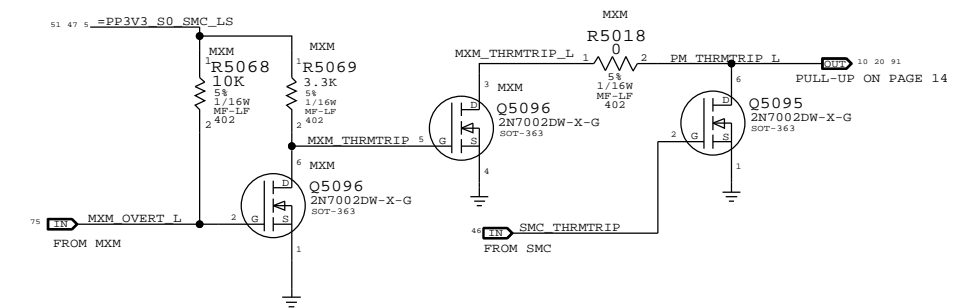 51 47 5 =PP3V3_S0_SMC_LS
MXM
1 R5068
10K
5%
1/16W
MF-LF
402
2
MXM
1 R5069
3.3K
5%
1/16W
MF-LF
402
2
MXM_THRMTRIP 5
6 MXM
D
Q5096
2N7002DW-X-G
SOT-363
2 G S
1
75 IN MXM_OVERT_L
FROM MXM
MXM
R5018
0
MXM_THRMTRIP_L 1 2 PM_THRMTRIP_L
5%
1/16W
MF-LF
402
OUT 10 20 91
PULL-UP ON PAGE 14
3 MXM
D
Q5096
2N7002DW-X-G
SOT-363
G S
4
6
D
Q5095
2N7002DW-X-G
SOT-363
2 G S
1
46 IN SMC_THRMTRIP
FROM SMC